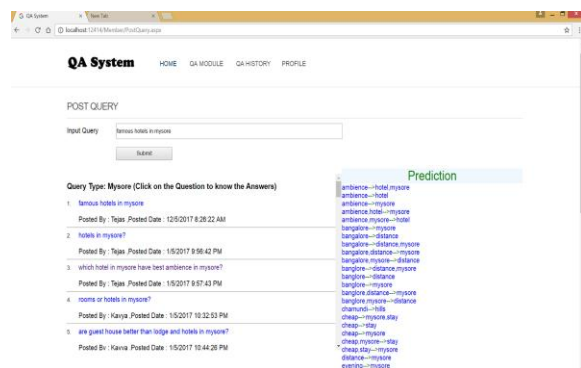 QA System
New Tab
localhost:12414/Member/PostQuery.aspx
QA System
HOME QA MODULE QA HISTORY PROFILE
POST QUERY
Input Query
famous hotels in mysore
Submit
Query Type: Mysore (Click on the Question to know the Answers)
1 famous hotels in mysore
Posted By : Tejas ,Posted Date : 12/5/2017 8:26:22 AM
2 hotels in mysore?
Posted By : Tejas ,Posted Date : 1/5/2017 9:56:42 PM
3 which hotel in mysore have best ambience in mysore?
Posted By : Tejas ,Posted Date : 1/5/2017 9:57:43 PM
4 rooms or hotels in mysore?
Posted By : Kavya ,Posted Date : 1/5/2017 10:32:53 PM
5 are guest house better than lodge and hotels in mysore?
Posted By : Kavya ,Posted Date : 1/5/2017 10:44:26 PM
Prediction
ambience-->hotel,mysore
ambience-->hotel
ambience-->mysore
ambience,hotel-->mysore
ambience,mysore-->hotel
bangalore-->mysore
bangalore-->distance
bangalore-->distance,mysore
bangalore,distance-->mysore
bangalore,mysore-->distance
banglore-->distance,mysore
banglore-->distance
banglore-->mysore
banglore,distance-->mysore
banglore,mysore-->distance
chamundi-->hills
cheap-->mysore,stay
cheap-->stay
cheap-->mysore
cheap,mysore-->stay
cheap,stay-->mysore
distance-->mysore
evening-->mysore